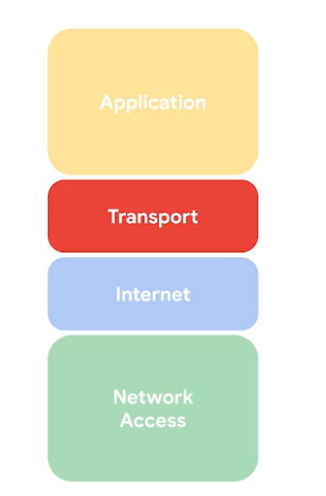 Application
Transport
Internet
Network
Access